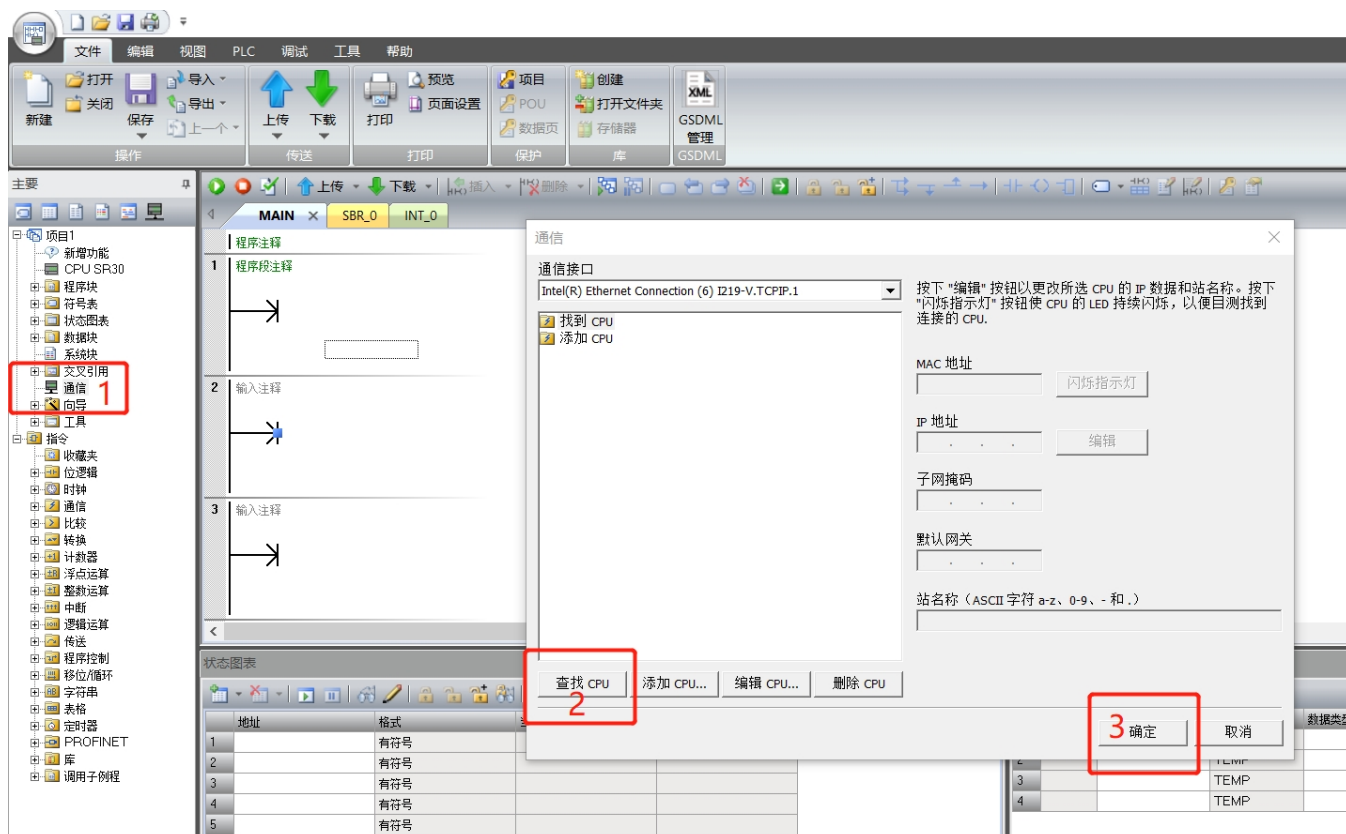 文件 编辑 视图 PLC 调试 工具 帮助
新建
打开
关闭
保存
导入
导出
上一个
操作
上传
下载
传送
打印
预览
页面设置
打印
项目
POU
数据页
保护
创建
打开文件夹
存储器
库
XML
GSDML
管理
GSDML
主要
上传 下载 插入 删除
MAIN SBR_0 INT_0
项目1
新增功能
CPU SR30
程序块
符号表
状态图表
数据块
系统块
交叉引用
通信
1
向导
工具
指令
收藏夹
位逻辑
时钟
通信
比较
转换
计数器
浮点运算
整数运算
中断
逻辑运算
传送
程序控制
移位/循环
字符串
表格
定时器
PROFINET
库
调用子例程
程序注释
1 程序段注释
2 输入注释
3 输入注释
通信
通信接口
Intel(R) Ethernet Connection (6) I219-V.TCPIP.1
找到 CPU
添加 CPU
按下 "编辑" 按钮以更改所选 CPU 的 IP 数据和站名称。按下
"闪烁指示灯" 按钮使 CPU 的 LED 持续闪烁，以便目测找到
连接的 CPU.
MAC 地址
闪烁指示灯
IP 地址
编辑
子网掩码
默认网关
站名称（ASCII 字符 a-z、0-9、- 和 .）
查找 CPU 添加 CPU... 编辑 CPU... 删除 CPU
2
3
确定 取消
状态图表
地址 格式
1 有符号
2 有符号
3 有符号
4 有符号
5 有符号
数据类型
2 TEMP
3 TEMP
4 TEMP